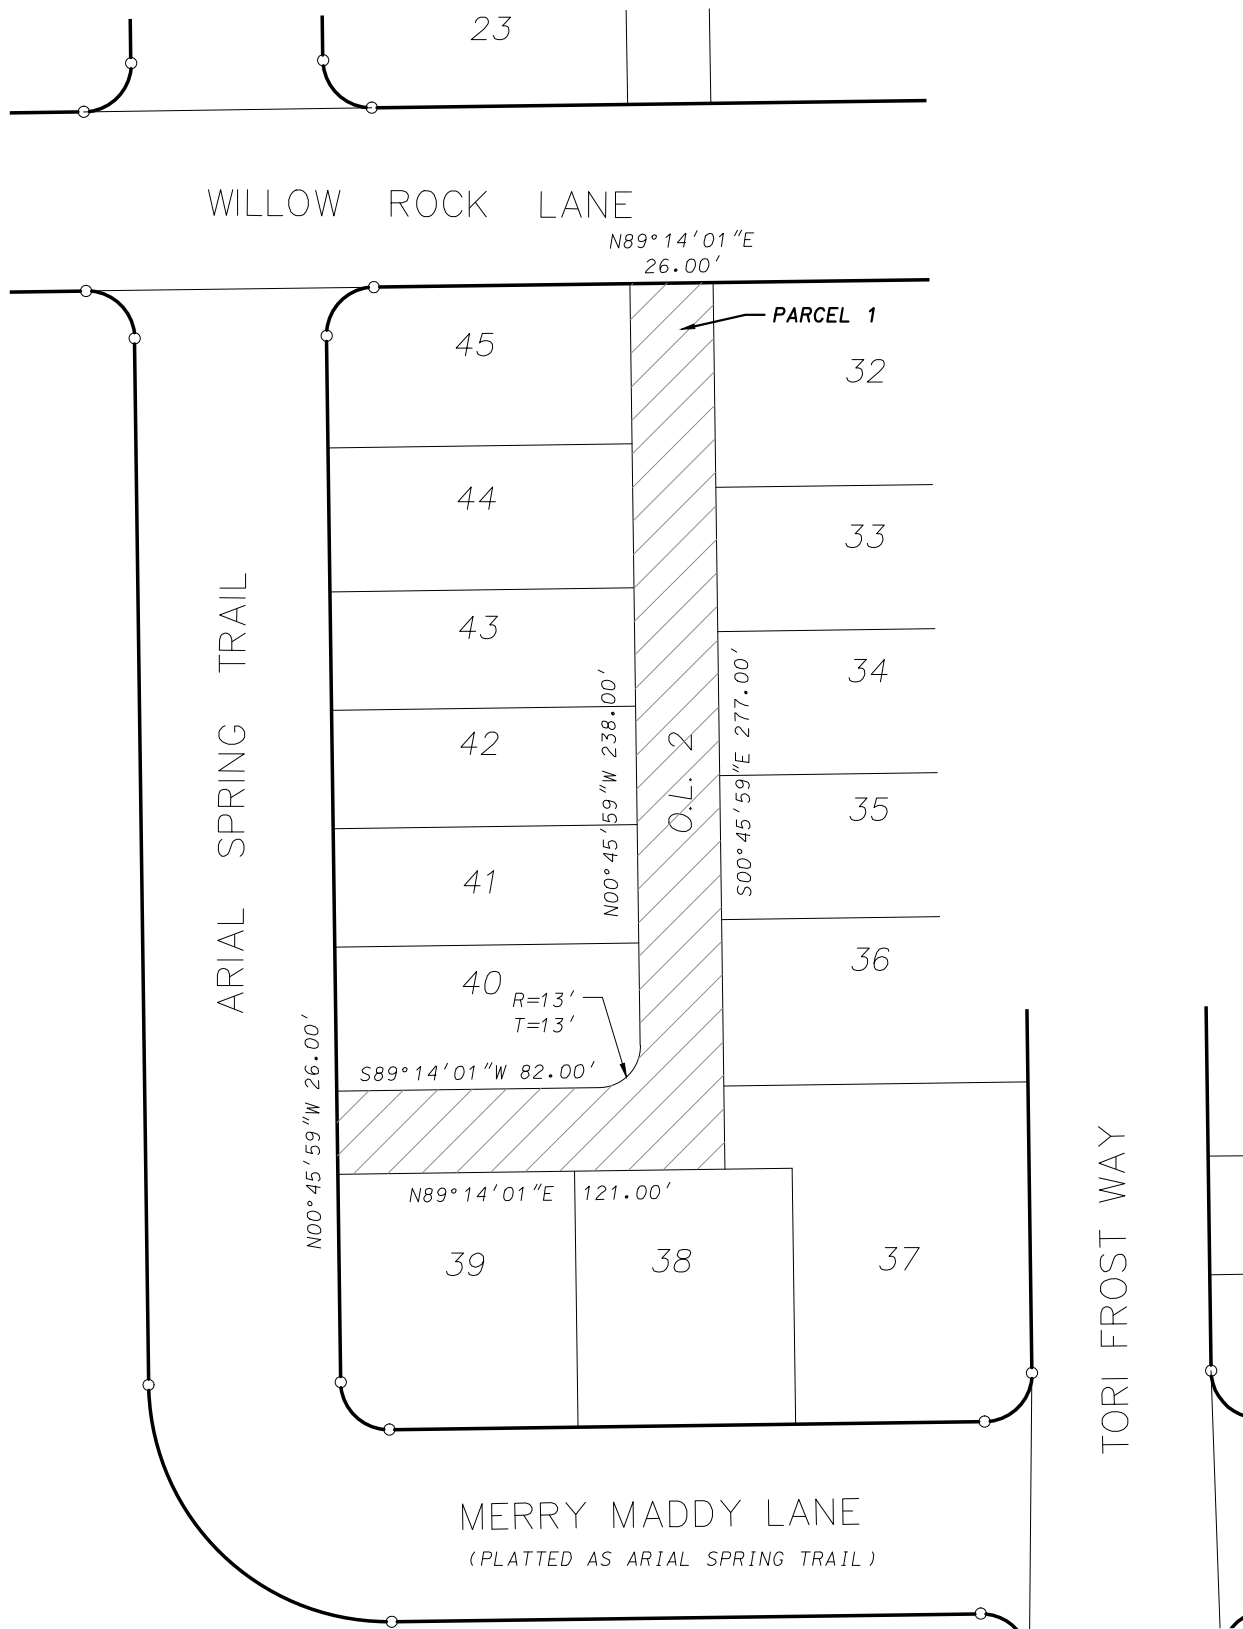 23
WILLOW ROCK LANE
N89°14'01"E
26.00'
PARCEL 1
45
32
44
33
43
34
ARIAL SPRING TRAIL
N00°45'59"W 238.00'
O.L. 2
S00°45'59"E 277.00'
42
35
41
36
40
R=13'
T=13'
S89°14'01"W 82.00'
N00°45'59"W 26.00'
N89°14'01"E 121.00'
39
38
37
TORI FROST WAY
MERRY MADDY LANE
(PLATTED AS ARIAL SPRING TRAIL)